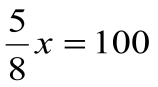 5/8 x = 100